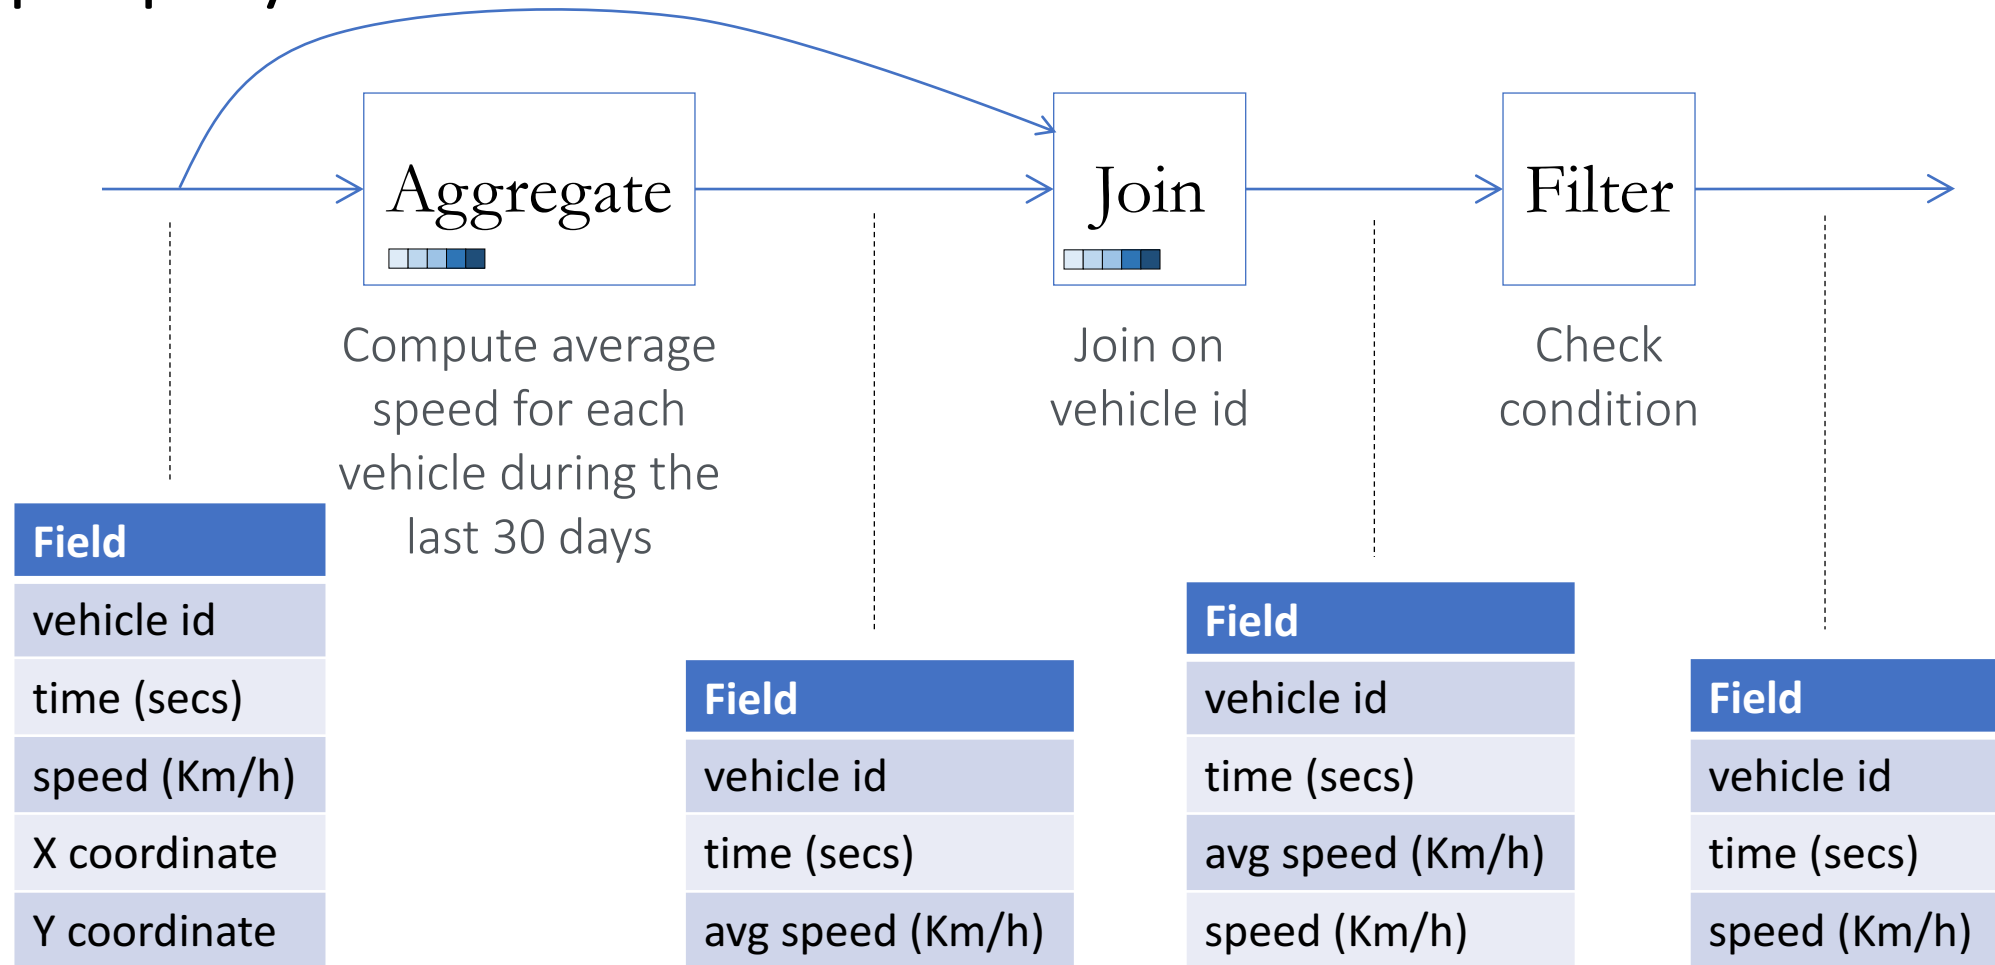 Aggregate
Join
Filter
Compute average
speed for each
vehicle during the
last 30 days
Join on
vehicle id
Check
condition
Field
vehicle id
time (secs)
speed (Km/h)
X coordinate
Y coordinate
Field
vehicle id
time (secs)
avg speed (Km/h)
Field
vehicle id
time (secs)
avg speed (Km/h)
speed (Km/h)
Field
vehicle id
time (secs)
speed (Km/h)